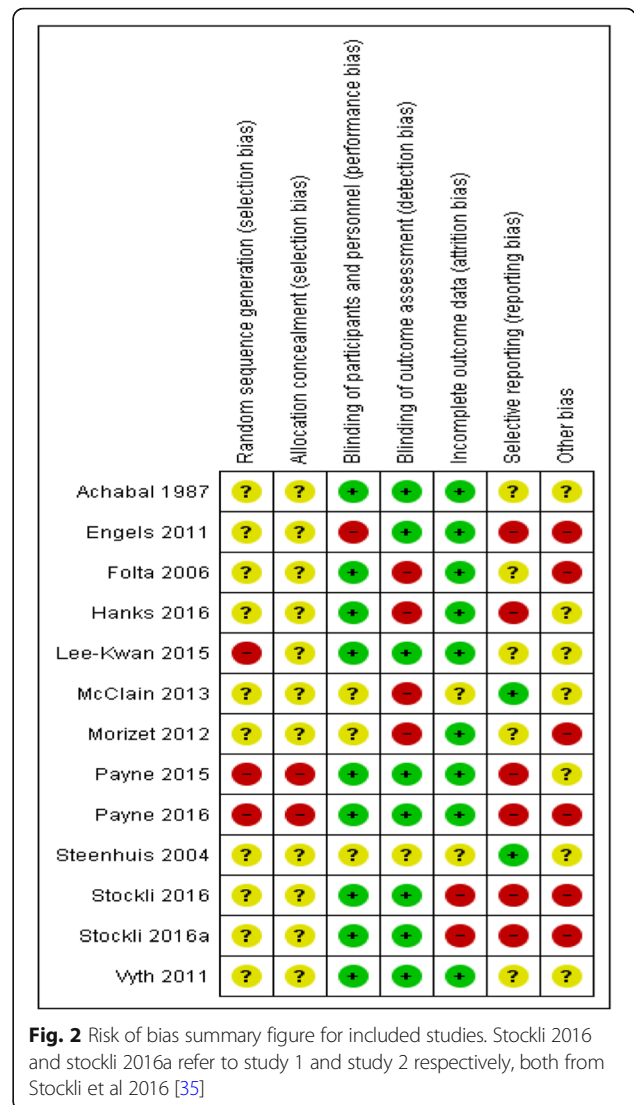 Random sequence generation (selection bias)
Allocation concealment (selection bias)
Blinding of participants and personnel (performance bias)
Blinding of outcome assessment (detection bias)
Incomplete outcome data (attrition bias)
Selective reporting (reporting bias)
Other bias
Achabal 1987 ? ? + + + ? ?
Engels 2011 ? ? - + + - -
Folta 2006 ? ? + - + ? -
Hanks 2016 ? ? + - + - ?
Lee-Kwan 2015 - ? + + + ? ?
McClain 2013 ? ? ? - ? + ?
Morizet 2012 ? ? ? - + ? -
Payne 2015 - - + + + - ?
Payne 2016 - - + + + - -
Steenhuis 2004 ? ? ? ? ? + ?
Stockli 2016 ? ? + + - - -
Stockli 2016a ? ? + + - - -
Vyth 2011 ? ? + + + ? ?
Fig. 2 Risk of bias summary figure for included studies. Stockli 2016
and stockli 2016a refer to study 1 and study 2 respectively, both from
Stockli et al 2016 [35]